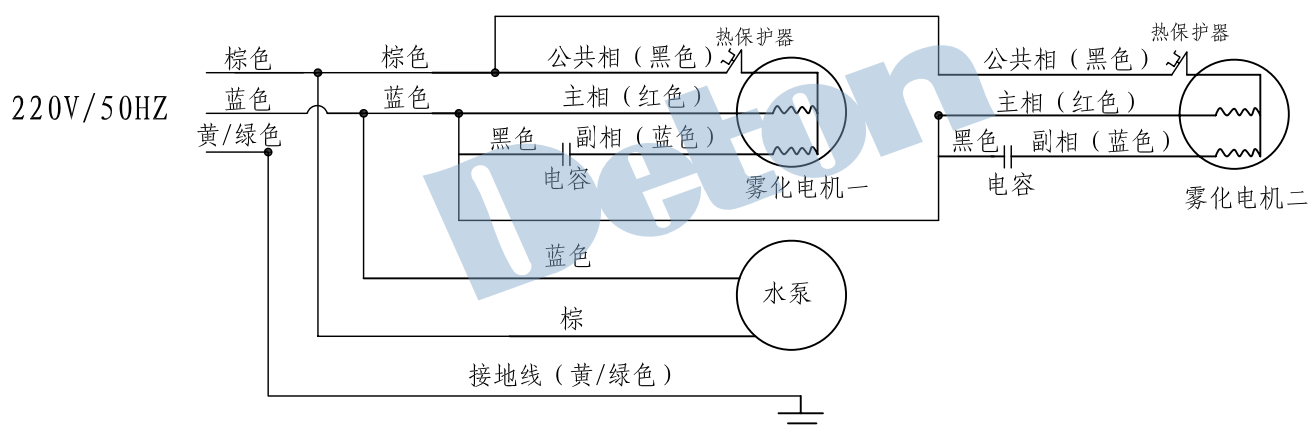 热保护器
热保护器
棕色 棕色 公共相（黑色） 公共相（黑色）
220V/50HZ
蓝色 蓝色 主相（红色） 主相（红色）
黄/绿色 黑色 副相（蓝色） 黑色 副相（蓝色）
电容 雾化电机一 电容 雾化电机二
蓝色
水泵
棕
接地线（黄/绿色）
Deton